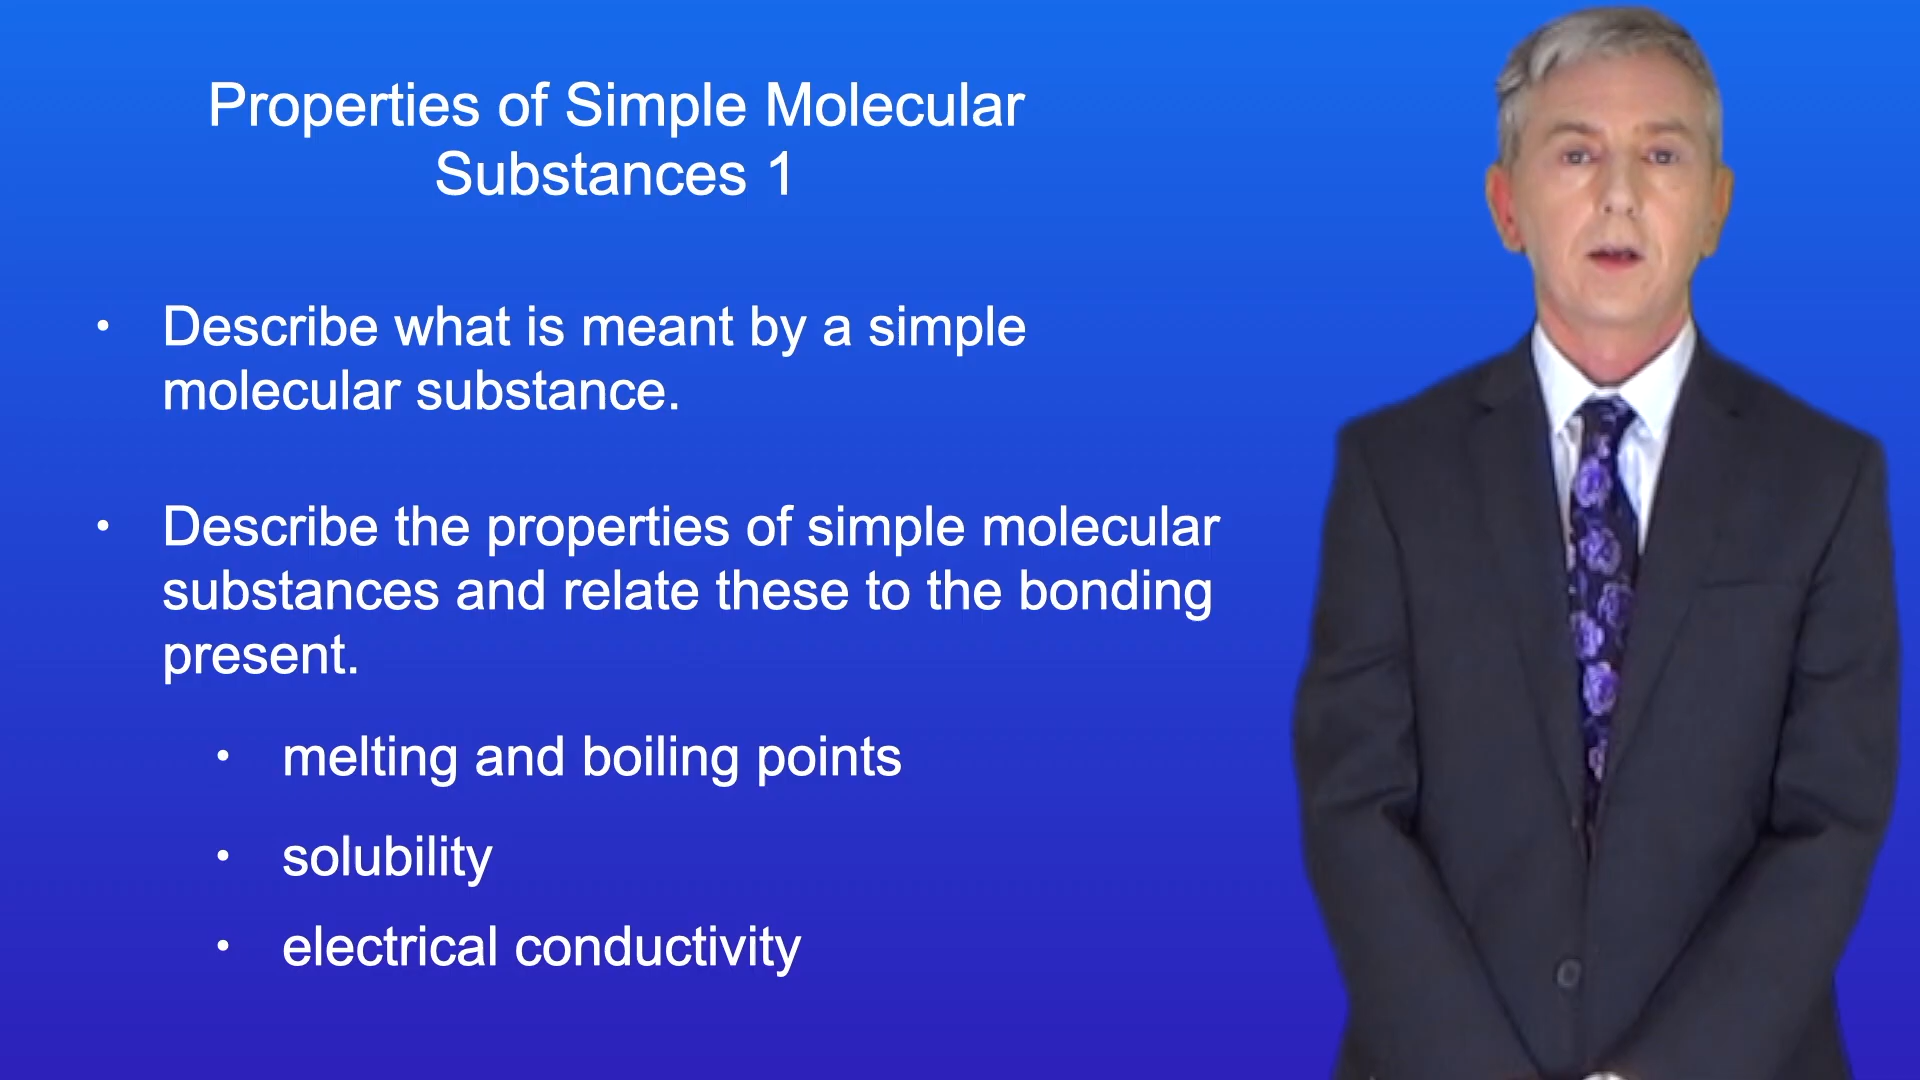 Properties of Simple Molecular
Substances 1
• Describe what is meant by a simple
molecular substance.
• Describe the properties of simple molecular
substances and relate these to the bonding
present.
• melting and boiling points
• solubility
• electrical conductivity